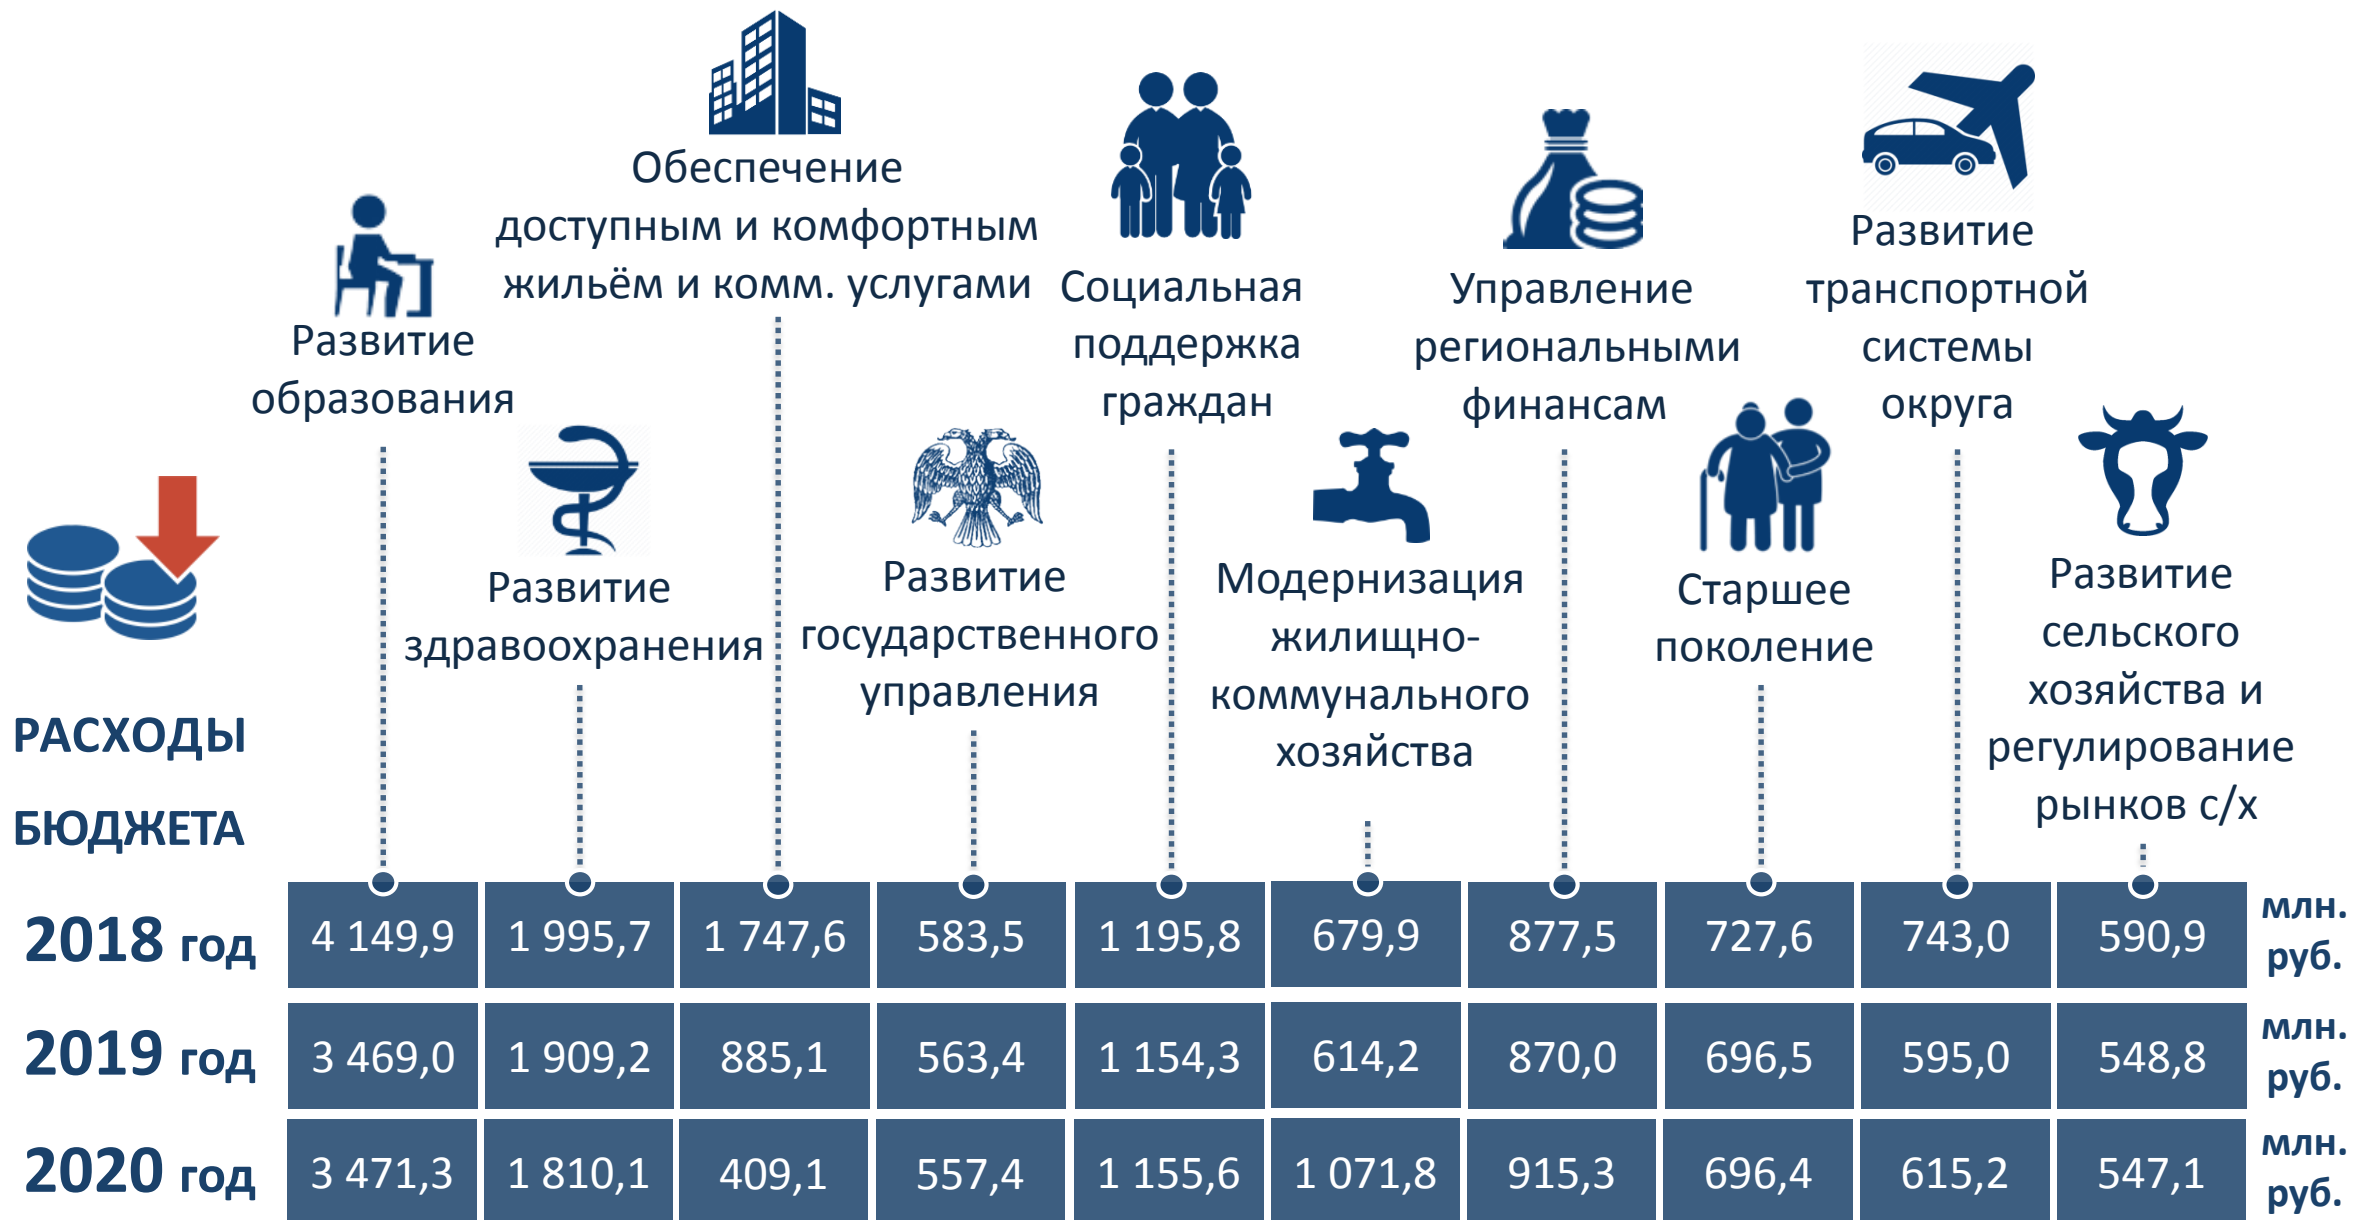 Развитие
образования
Развитие
здравоохранения
Обеспечение
доступным и комфортным
жильём и комм. услугами
Развитие
государственного
управления
Социальная
поддержка
граждан
Модернизация
жилищно-
коммунального
хозяйства
Управление
региональными
финансам
Старшее
поколение
Развитие
транспортной
системы
округа
Развитие
сельского
хозяйства и
регулирование
рынков с/х
РАСХОДЫ
БЮДЖЕТА
2018 год 4 149,9 1 995,7 1 747,6 583,5 1 195,8 679,9 877,5 727,6 743,0 590,9 млн. руб.
2019 год 3 469,0 1 909,2 885,1 563,4 1 154,3 614,2 870,0 696,5 595,0 548,8 млн. руб.
2020 год 3 471,3 1 810,1 409,1 557,4 1 155,6 1 071,8 915,3 696,4 615,2 547,1 млн. руб.